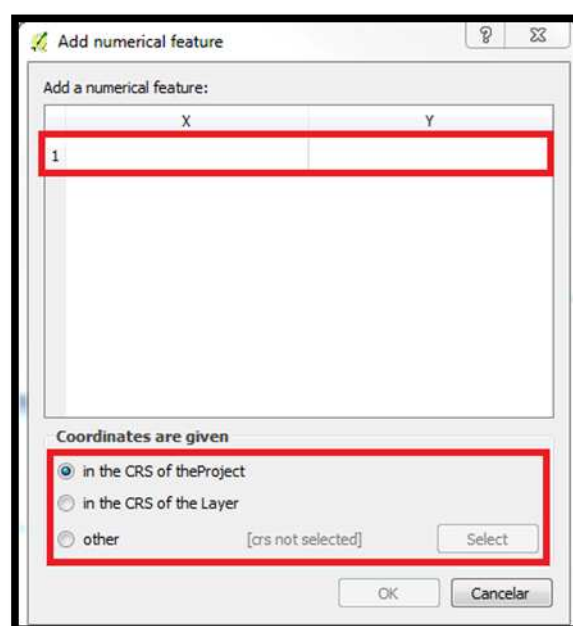 Add numerical feature
Add a numerical feature:
X Y
1
Coordinates are given
in the CRS of theProject
in the CRS of the Layer
other [crs not selected] Select
OK Cancelar